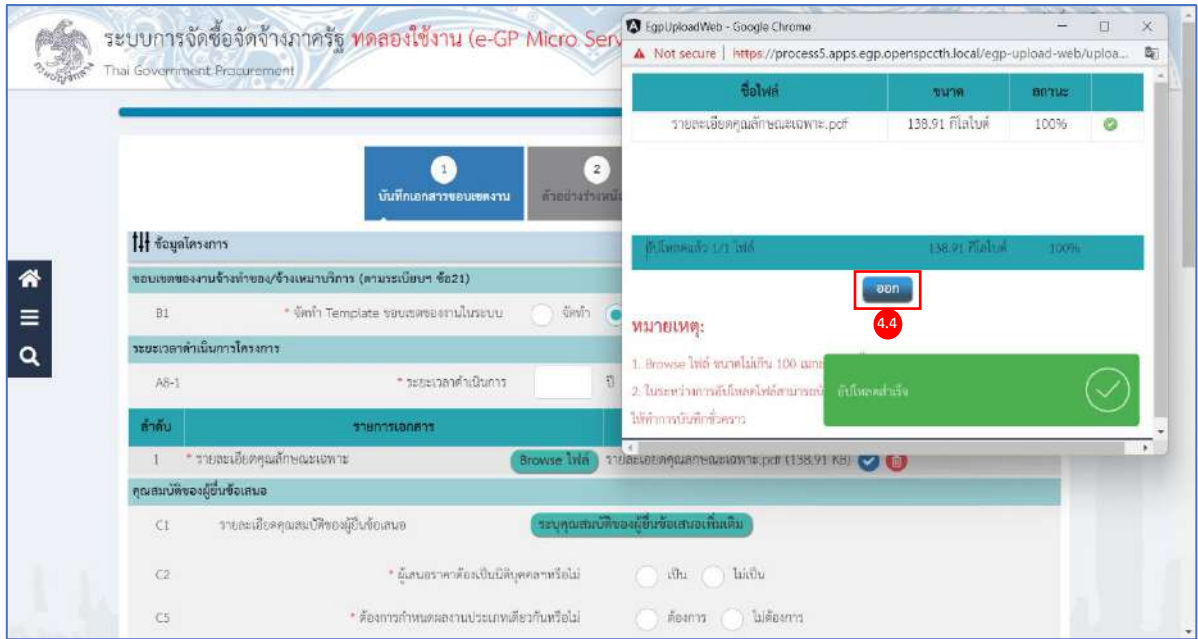 ระบบการจัดซื้อจัดจ้างภาครัฐ ทดลองใช้งาน (e-GP Micro Serv
Thai Government Procurement
1
บันทึกเอกสารขอบเขตงาน
2
ข้อมูลโครงการ
ขอบเขตของงานจ้างทำของ/จ้างเหมาบริการ (ตามระเบียบฯ ข้อ21)
B1 * จัดทำ Template ขอบเขตของงานในระบบ จัดทำ
ระยะเวลาดำเนินการโครงการ
A8-1 * ระยะเวลาดำเนินการ ปี
ลำดับ รายการเอกสาร
1 * รายละเอียดคุณลักษณะเฉพาะ Browse ไฟล์ รายละเอียดคุณลักษณะเฉพาะ.pdf (138.91 KB)
คุณสมบัติของผู้ยื่นข้อเสนอ
C1 รายละเอียดคุณสมบัติของผู้ยื่นข้อเสนอ ระบุคุณสมบัติของผู้ยื่นข้อเสนอเพิ่มเติม
C2 * ผู้เสนอราคาต้องเป็นนิติบุคคลฯหรือไม่ เป็น ไม่เป็น
C5 * ต้องการกำหนดผลงานประเภทเดียวกันหรือไม่ ต้องการ ไม่ต้องการ
EgpUploadWeb - Google Chrome
Not secure | https://process5.apps.egp.openspccth.local/egp-upload-web/uploa...
ชื่อไฟล์ ขนาด สถานะ
รายละเอียดคุณลักษณะเฉพาะ.pdf 138.91 กิโลไบต์ 100%
อัปโหลดแล้ว 1/1 ไฟล์ 138.91 กิโลไบต์ 100%
ออก
4.4
หมายเหตุ:
1. Browse ไฟล์ ขนาดไม่เกิน 100
2. ในระหว่างการอัปโหลดไฟล์สามารถ
ให้ทำการบันทึกชั่วคราว
อัปโหลดสำเร็จ